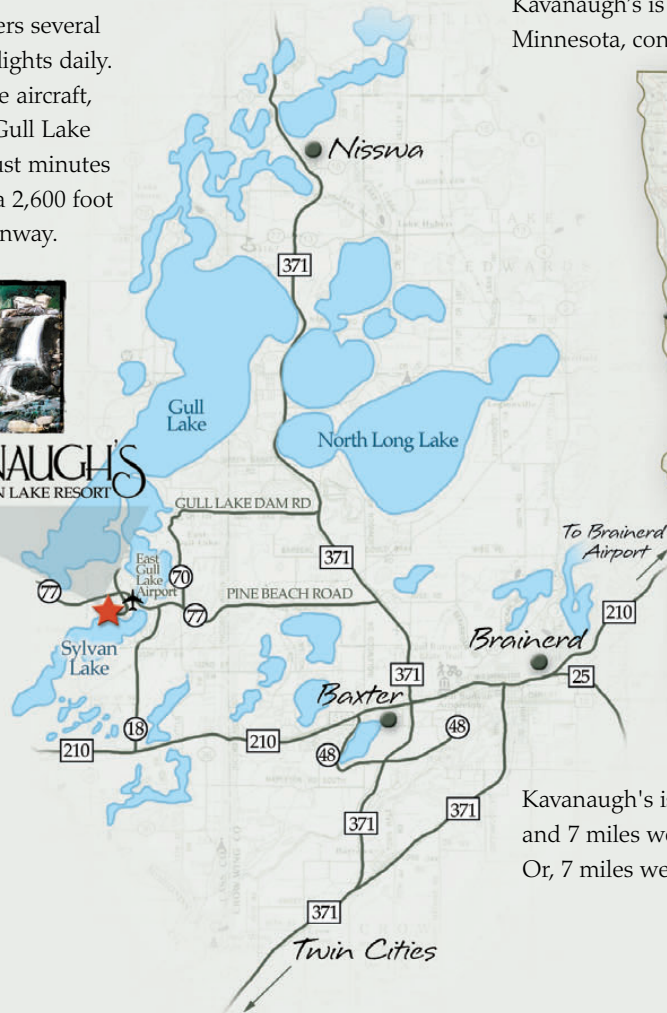 ers several
lights daily.
e aircraft,
Gull Lake
ust minutes
a 2,600 foot
nway.
Kavanaugh's is
Minnesota, con
Nisswa
371
Gull
Lake
North Long Lake
NAUGH'S
N LAKE RESORT
GULL LAKE DAM RD
371
To Brainerd
Airport
East
Gull
Lake
Airport
70
77
77
PINE BEACH ROAD
210
Brainerd
Sylvan
Lake
371
25
Baxter
18
48
210
210
48
371
371
Kavanaugh's is
and 7 miles we
Or, 7 miles we
371
Twin Cities